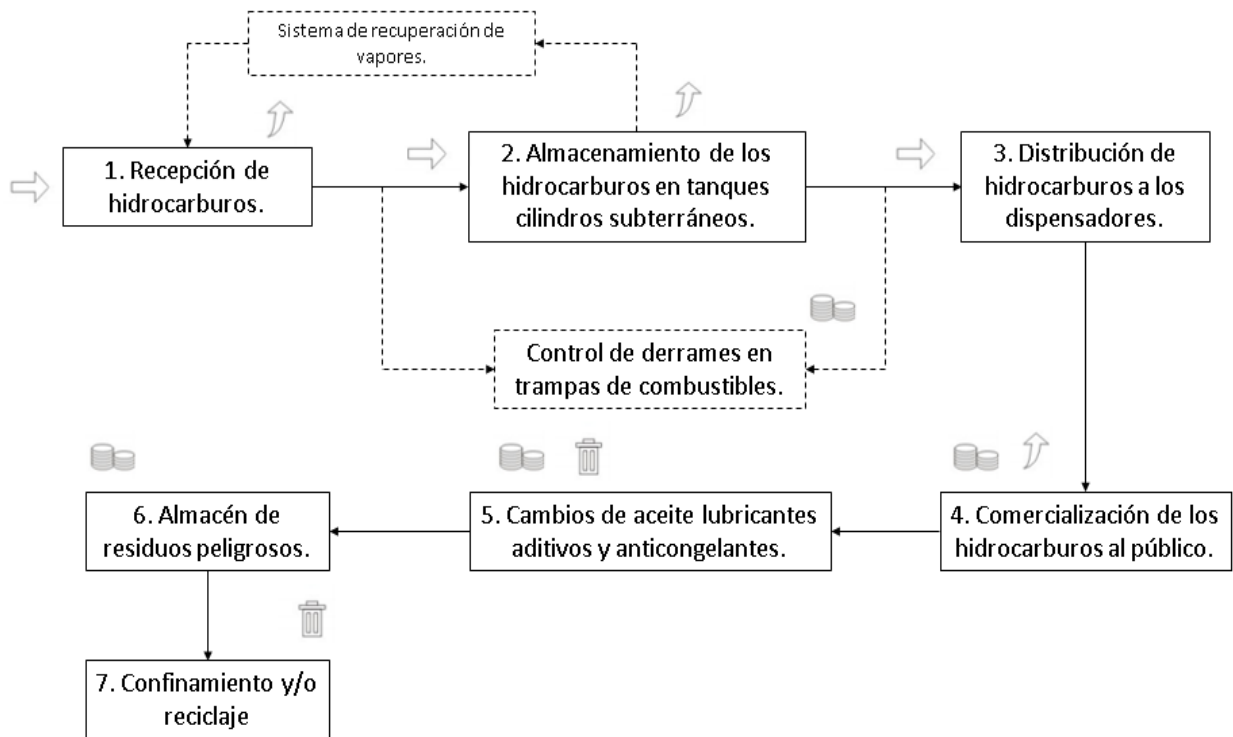 Sistema de recuperación de
vapores.
1. Recepción de
hidrocarburos.
2. Almacenamiento de los
hidrocarburos en tanques
cilindros subterráneos.
3. Distribución de
hidrocarburos a los
dispensadores.
Control de derrames en
trampas de combustibles.
6. Almacén de
residuos peligrosos.
5. Cambios de aceite lubricantes
aditivos y anticongelantes.
4. Comercialización de los
hidrocarburos al público.
7. Confinamiento y/o
reciclaje